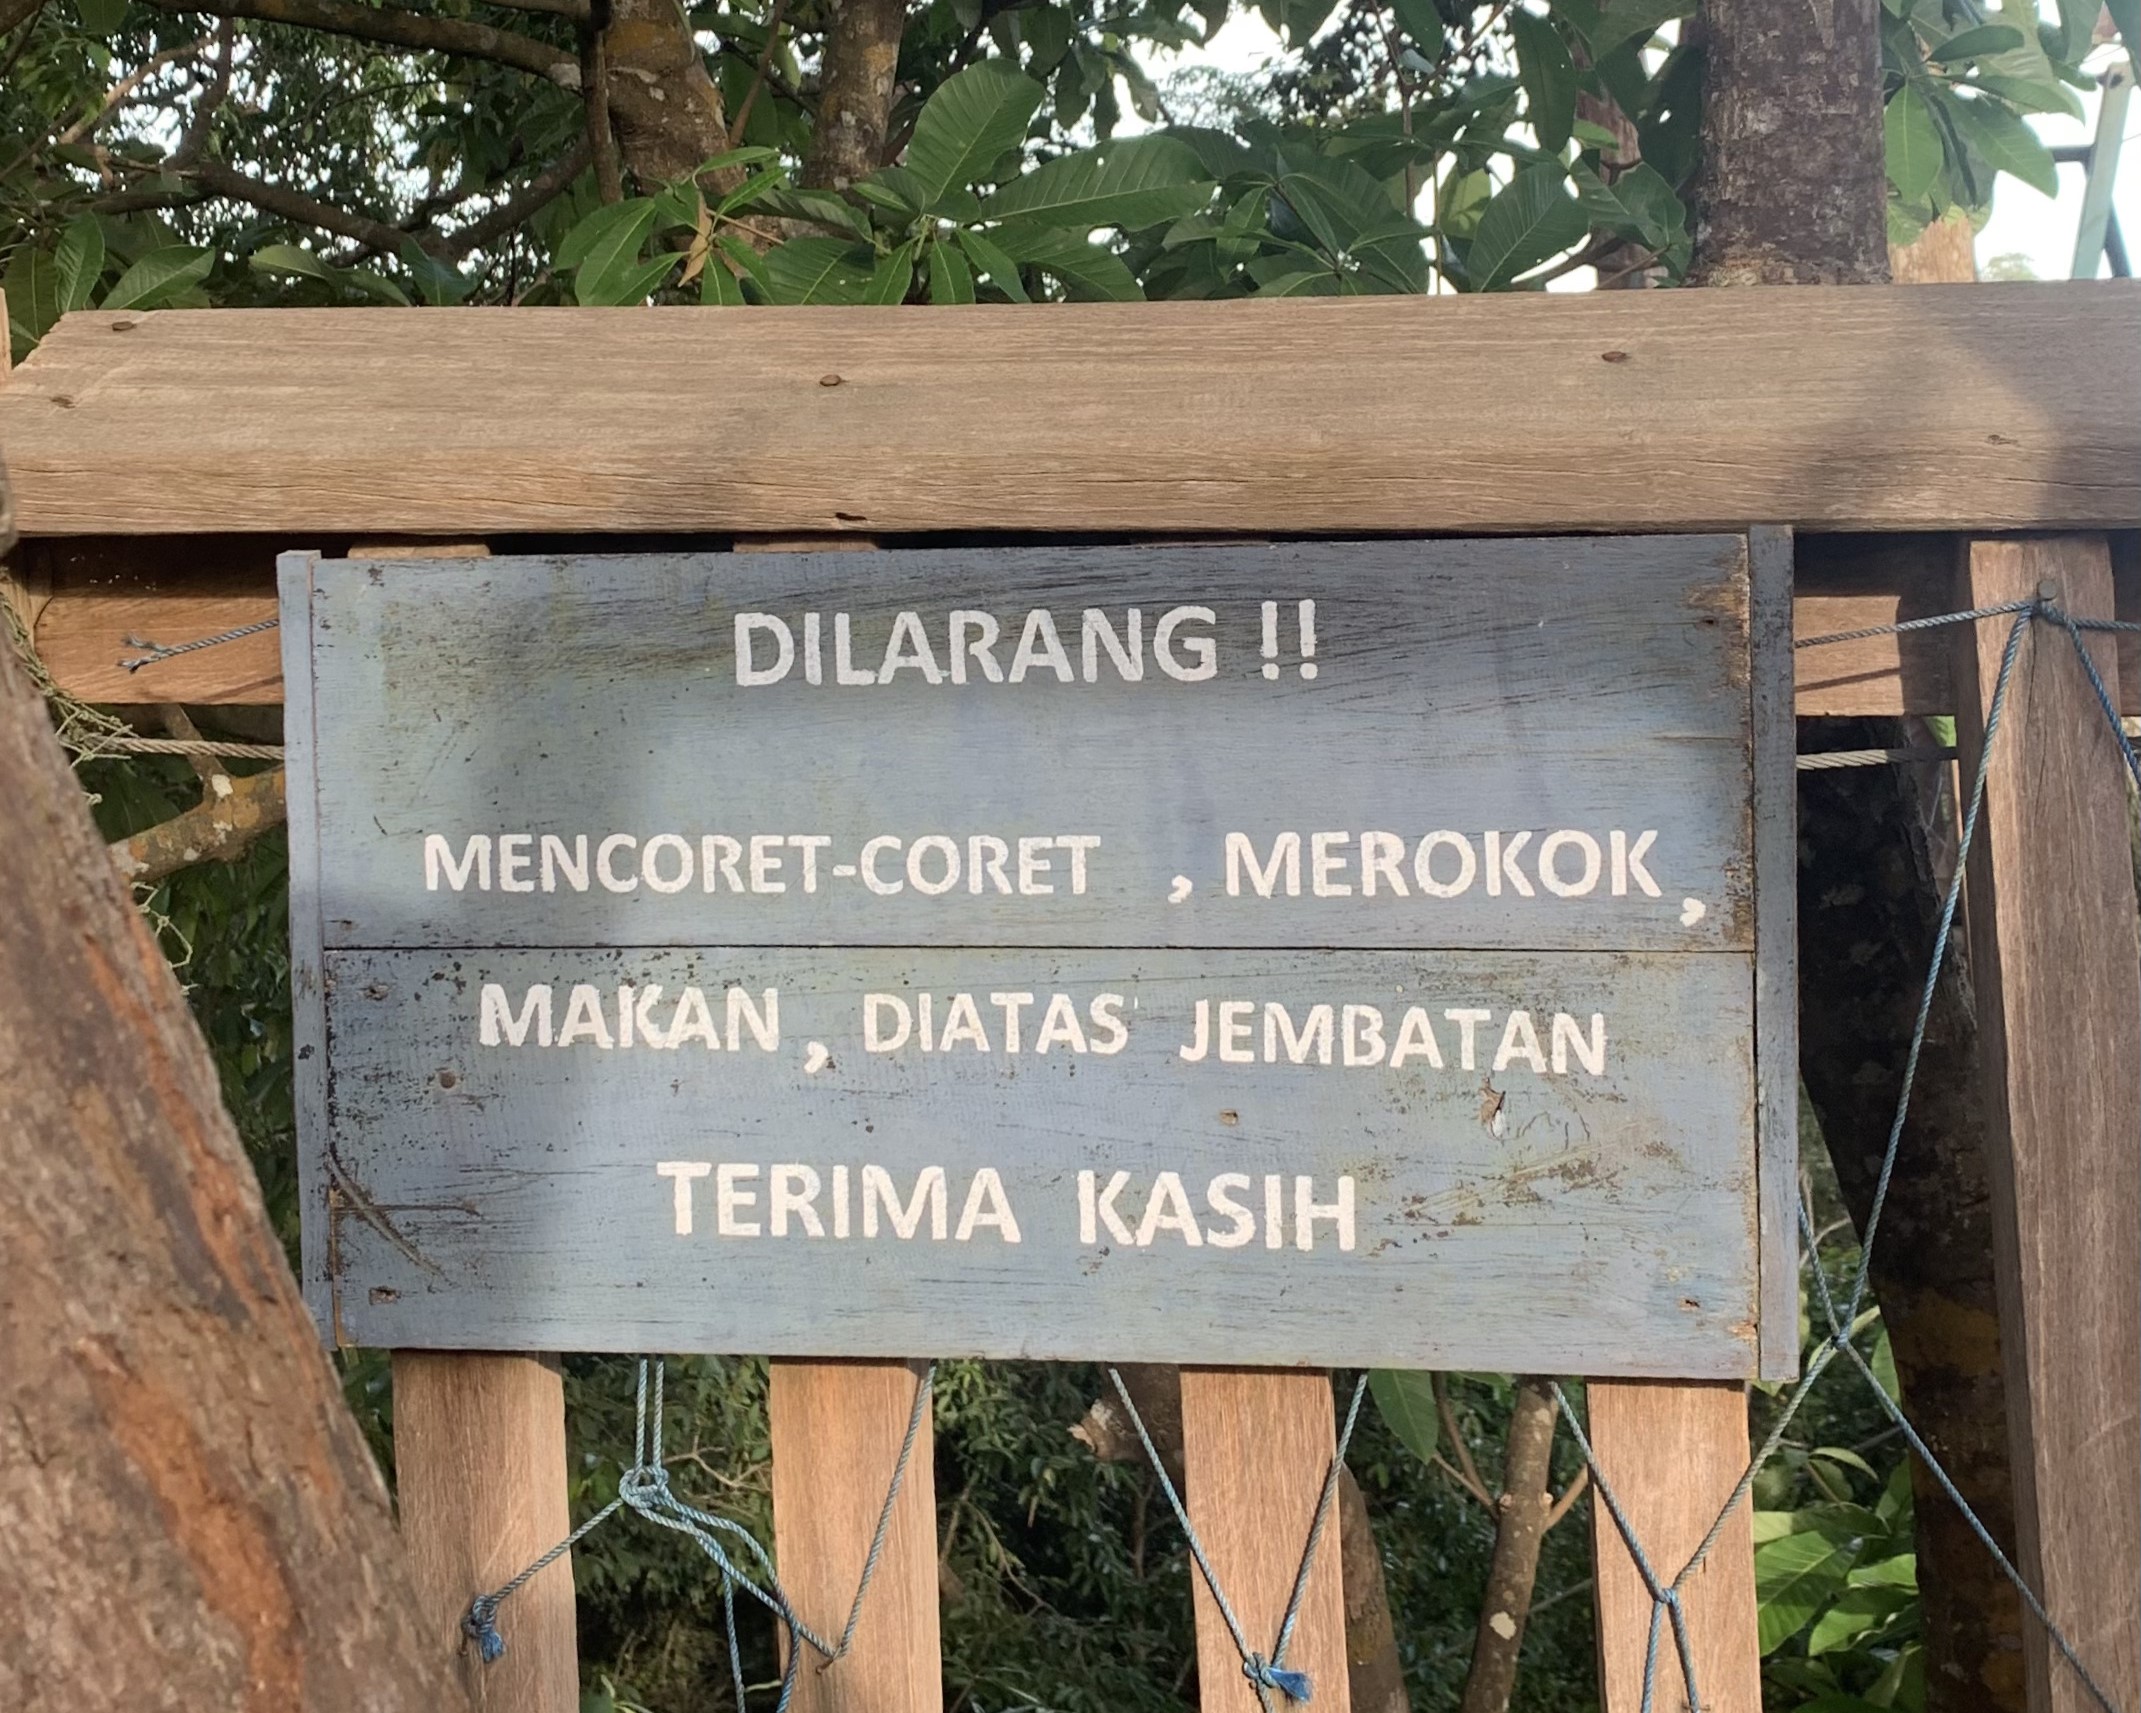 DILARANG !!
MENCORET-CORET , MEROKOK,
MAKAN, DIATAS JEMBATAN
TERIMA KASIH